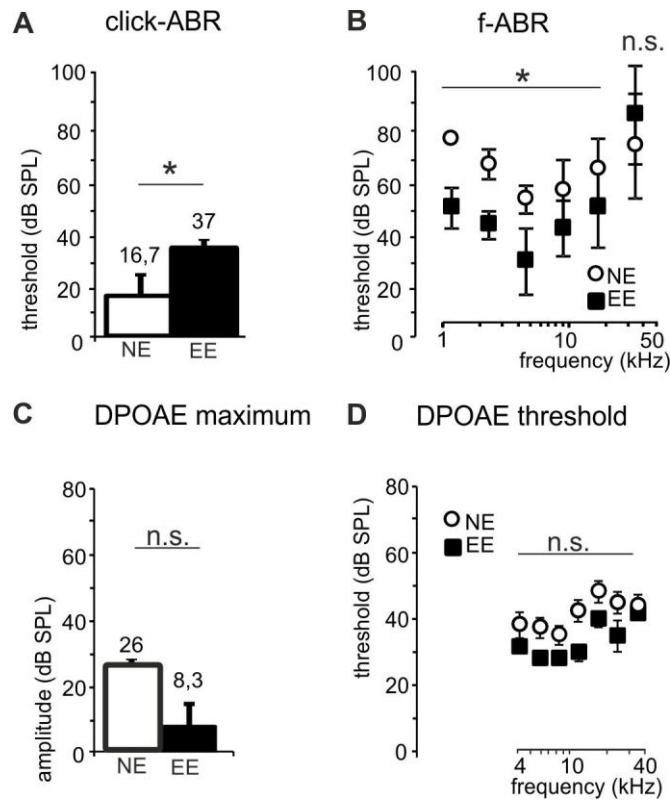 A
click-ABR
threshold (dB SPL)
100
80
60
40
20
0
*
16,7
37
NE
EE
B
f-ABR
n.s.
threshold (dB SPL)
100
80
60
40
20
0
*
NE
EE
1
10
50
frequency (kHz)
C
DPOAE maximum
amplitude (dB SPL)
80
60
40
20
0
n.s.
26
8,3
NE
EE
D
DPOAE threshold
threshold (dB SPL)
80
60
40
20
0
NE
EE
n.s.
4
10
40
frequency (kHz)